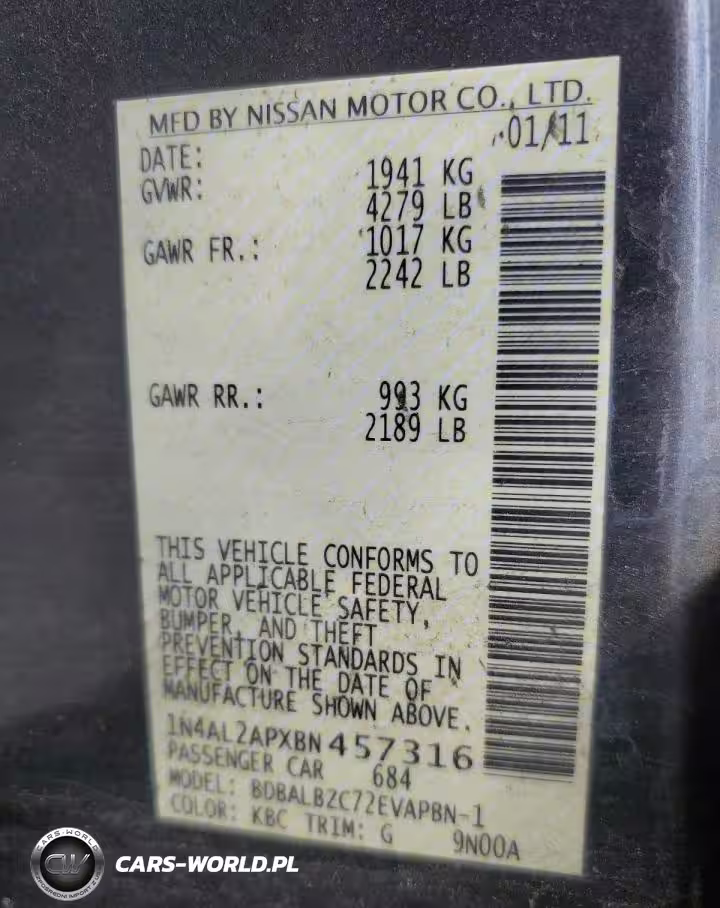 MFD BY NISSAN MOTOR CO., LTD.
DATE: 01/11
GVWR: 1941 KG
4279 LB
GAWR FR.: 1017 KG
2242 LB
GAWR RR.: 993 KG
2189 LB
THIS VEHICLE CONFORMS TO
ALL APPLICABLE FEDERAL
MOTOR VEHICLE SAFETY,
BUMPER, AND THEFT
PREVENTION STANDARDS IN
EFFECT ON THE DATE OF
MANUFACTURE SHOWN ABOVE.
1N4AL2APXBN457316
PASSENGER CAR 684
MODEL: BDBALBZC72EVAPBN-1
COLOR: KBC TRIM: G 9N00A
CARS-WORLD
CW
CARS-WORLD.PL